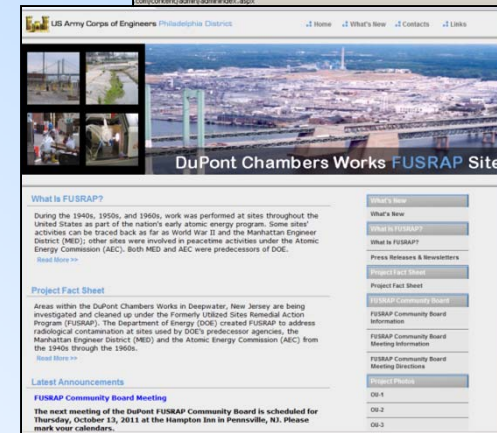 US Army Corps of Engineers Philadelphia District
Home What's New Contacts Links
DuPont Chambers Works FUSRAP Site
What Is FUSRAP?
During the 1940s, 1950s, and 1960s, work was performed at sites throughout the
United States as part of the nation's early atomic energy program. Some sites'
activities can be traced back as far as World War II and the Manhattan Engineer
District (MED); other sites were involved in peacetime activities under the Atomic
Energy Commission (AEC). Both MED and AEC were predecessors of DOE.
Read More >>
Project Fact Sheet
Areas within the DuPont Chambers Works in Deepwater, New Jersey are being
investigated and cleaned up under the Formerly Utilized Sites Remedial Action
Program (FUSRAP). The Department of Energy (DOE) created FUSRAP to address
radiological contamination at sites used by DOE's predecessor agencies, the
Manhattan Engineer District (MED) and the Atomic Energy Commission (AEC) from
the 1940s through the 1960s.
Read More >>
Latest Announcements
FUSRAP Community Board Meeting
The next meeting of the DuPont FUSRAP Community Board is scheduled for
Thursday, October 13, 2011 at the Hampton Inn in Pennsville, NJ. Please
mark your calendars.
What's New
What's New
What Is FUSRAP?
What Is FUSRAP?
Press Releases & Newsletters
Project Fact Sheet
Project Fact Sheet
FUSRAP Community Board
FUSRAP Community Board
Information
FUSRAP Community Board
Meeting Information
FUSRAP Community Board
Meeting Directions
Project Photos
OU-1
OU-2
OU-3